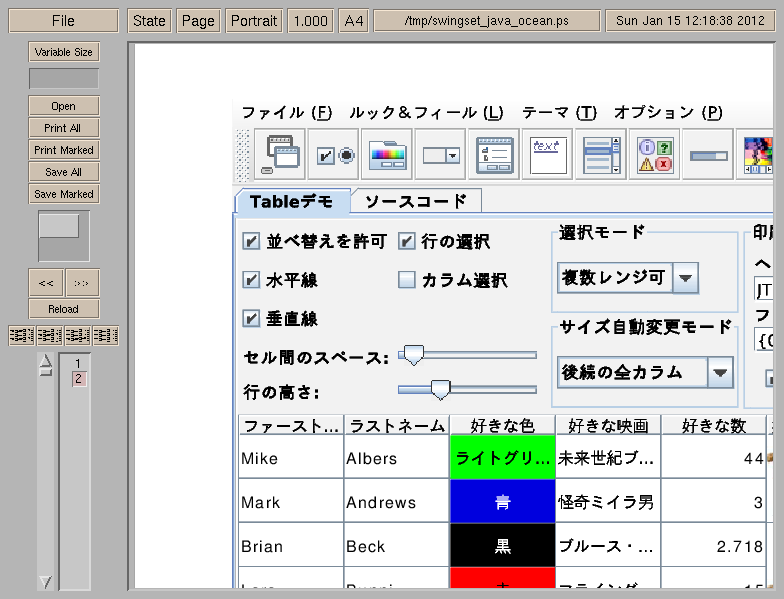 File State Page Portrait 1.000 A4 /tmp/swingset_java_ocean.ps Sun Jan 15 12:18:38 2012
Variable Size
Open
Print All
Print Marked
Save All
Save Marked
<< >>
Reload
1
2
ファイル (F) ルック＆フィール (L) テーマ (T) オプション (P)
text
Tableデモ ソースコード
並べ替えを許可 行の選択
水平線 カラム選択
垂直線
セル間のスペース:
行の高さ:
選択モード
複数レンジ可
サイズ自動変更モード
後続の全カラム
ヘ
JT
フ
{0
ファースト... ラストネーム 好きな色 好きな映画 好きな数
Mike Albers ライトグリ... 未来世紀ブ... 44
Mark Andrews 青 怪奇ミイラ男 3
Brian Beck 黒 ブルース・... 2.718